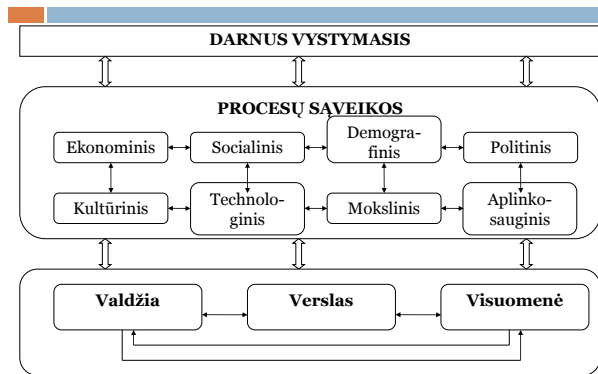 DARNUS VYSTYMASIS
PROCESŲ SĄVEIKOS
Ekonominis
Socialinis
Demogra-
finis
Politinis
Kultūrinis
Technolo-
ginis
Mokslinis
Aplinko-
sauginis
Valdžia
Verslas
Visuomenė